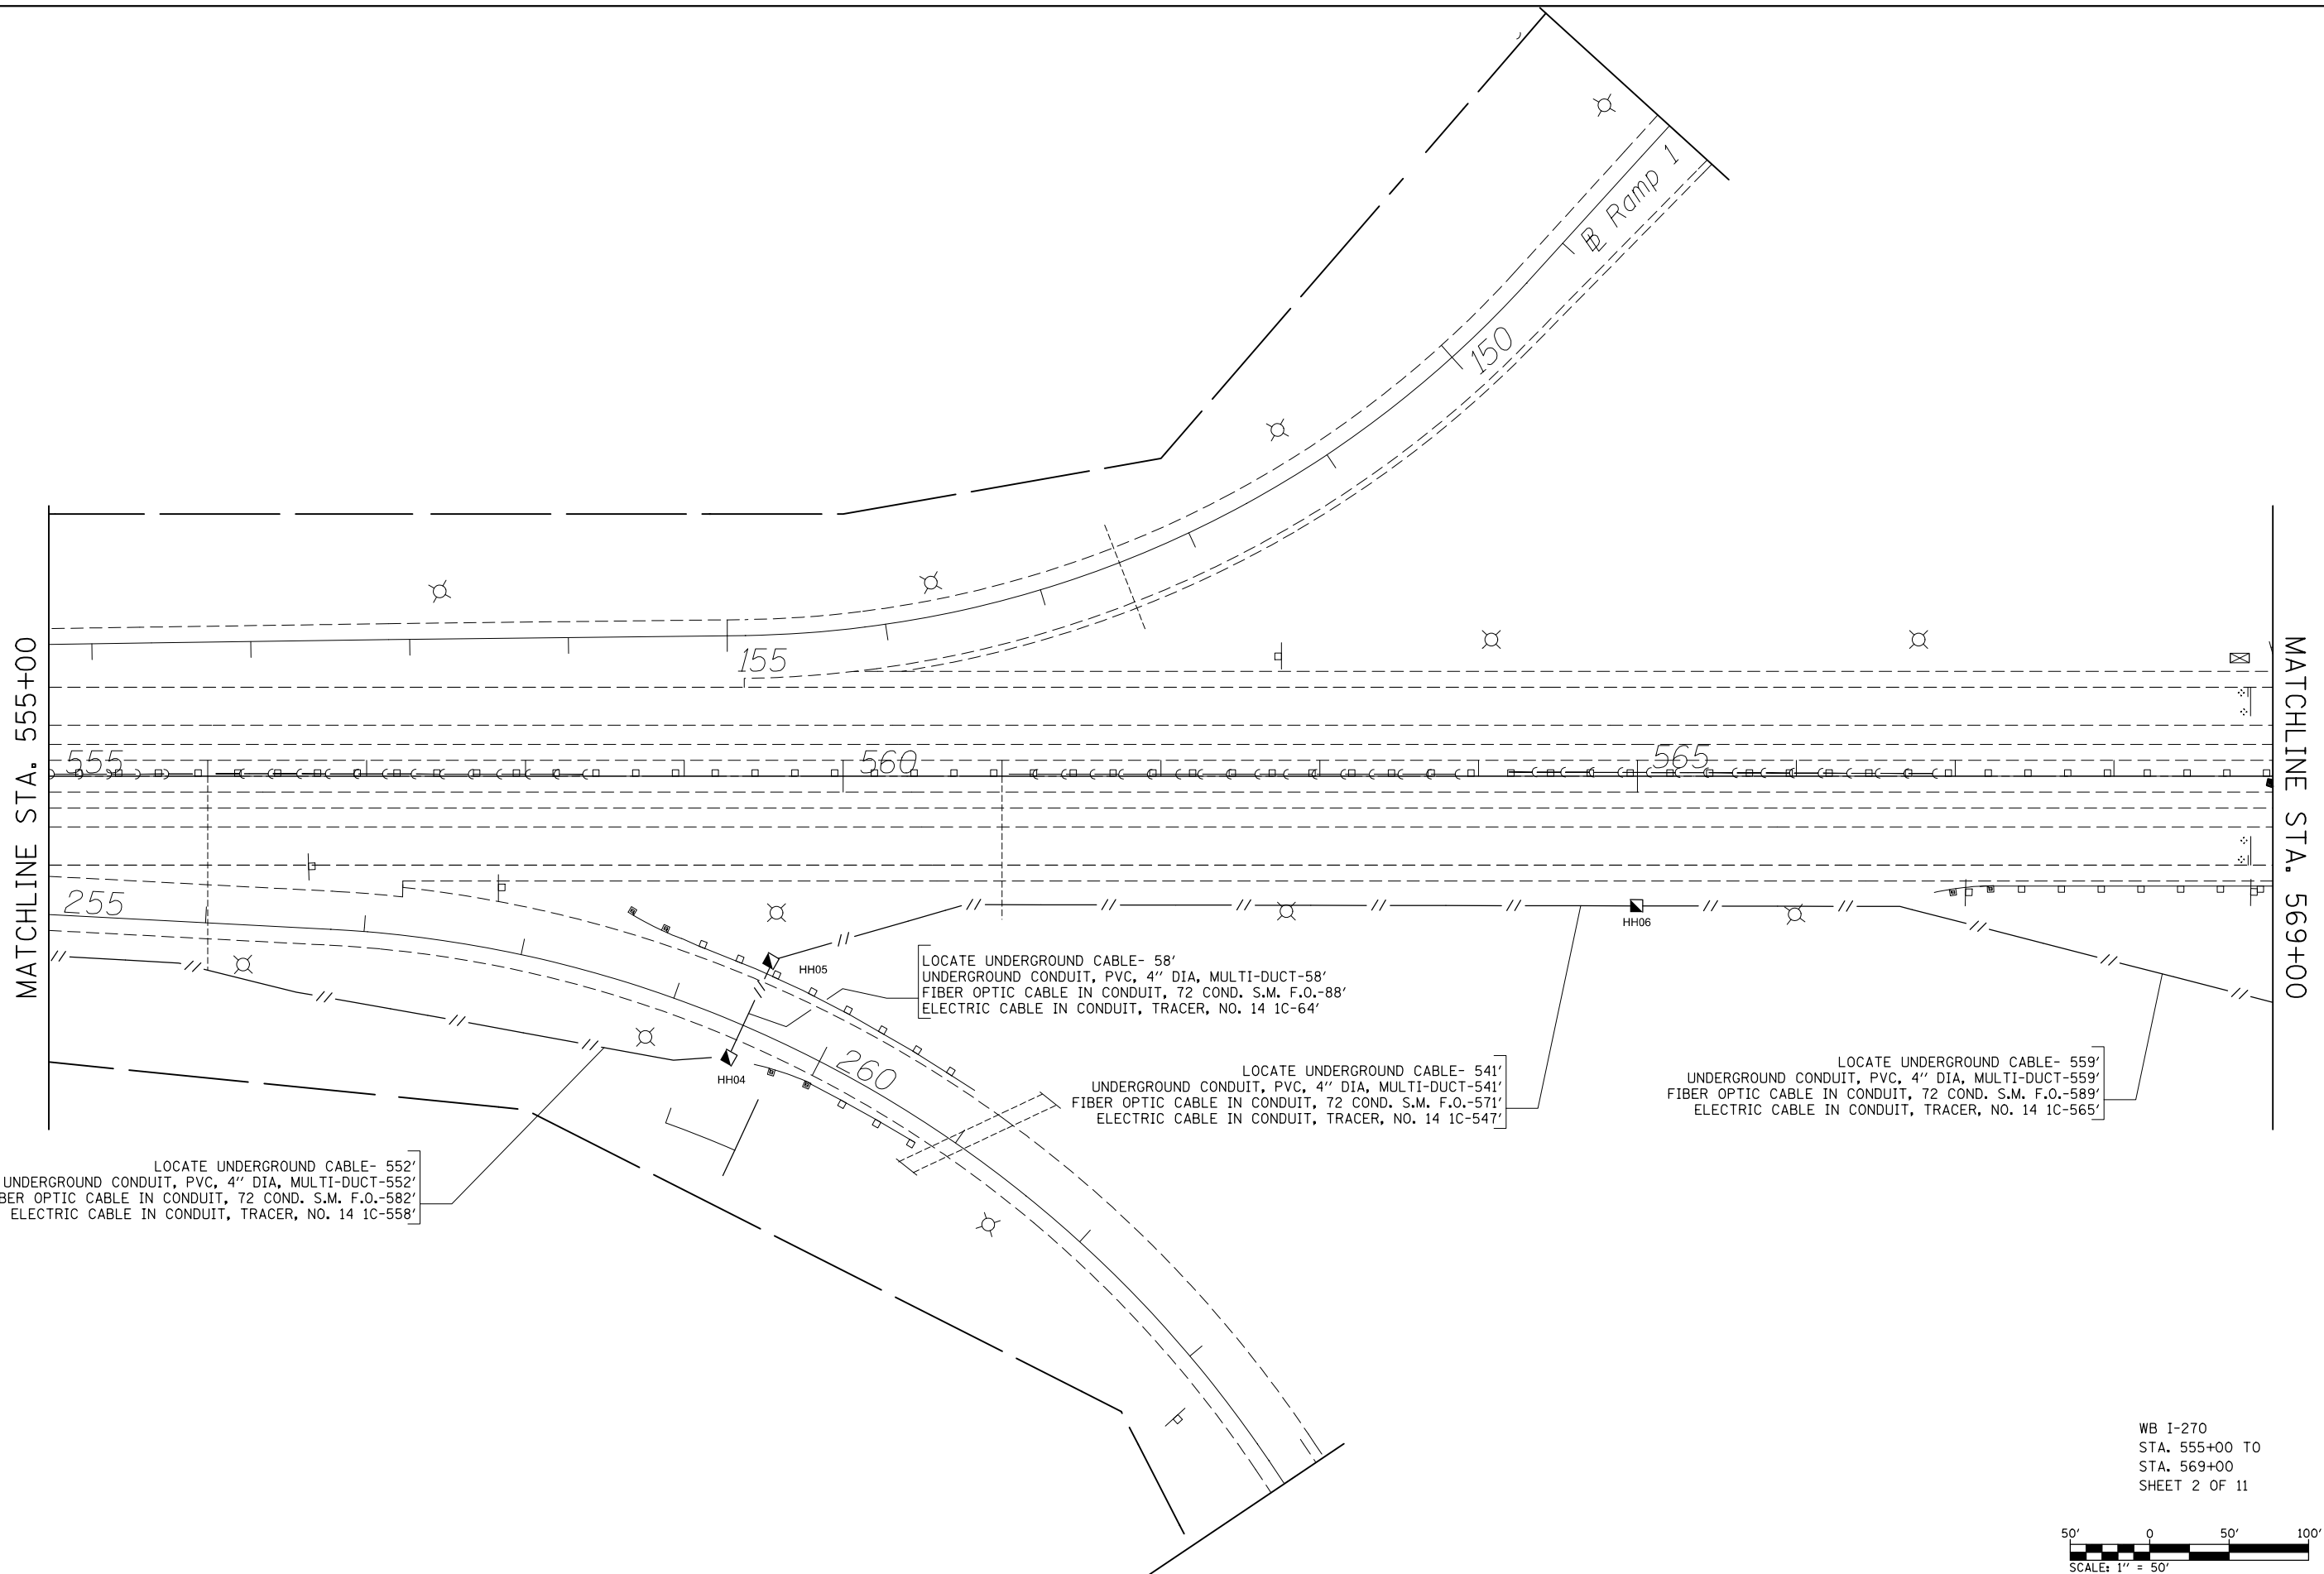 ℄ Ramp 1
150
155
MATCHLINE STA. 555+00
MATCHLINE STA. 569+00
555
560
565
255
HH06
HH05
LOCATE UNDERGROUND CABLE- 58'
UNDERGROUND CONDUIT, PVC, 4'' DIA, MULTI-DUCT-58'
FIBER OPTIC CABLE IN CONDUIT, 72 COND. S.M. F.O.-88'
ELECTRIC CABLE IN CONDUIT, TRACER, NO. 14 1C-64'
HH04
260
LOCATE UNDERGROUND CABLE- 541'
UNDERGROUND CONDUIT, PVC, 4'' DIA, MULTI-DUCT-541'
FIBER OPTIC CABLE IN CONDUIT, 72 COND. S.M. F.O.-571'
ELECTRIC CABLE IN CONDUIT, TRACER, NO. 14 1C-547'
LOCATE UNDERGROUND CABLE- 559'
UNDERGROUND CONDUIT, PVC, 4'' DIA, MULTI-DUCT-559'
FIBER OPTIC CABLE IN CONDUIT, 72 COND. S.M. F.O.-589'
ELECTRIC CABLE IN CONDUIT, TRACER, NO. 14 1C-565'
LOCATE UNDERGROUND CABLE- 552'
UNDERGROUND CONDUIT, PVC, 4'' DIA, MULTI-DUCT-552'
BER OPTIC CABLE IN CONDUIT, 72 COND. S.M. F.O.-582'
ELECTRIC CABLE IN CONDUIT, TRACER, NO. 14 1C-558'
WB I-270
STA. 555+00 TO
STA. 569+00
SHEET 2 OF 11
50' 0 50' 100'
SCALE: 1'' = 50'